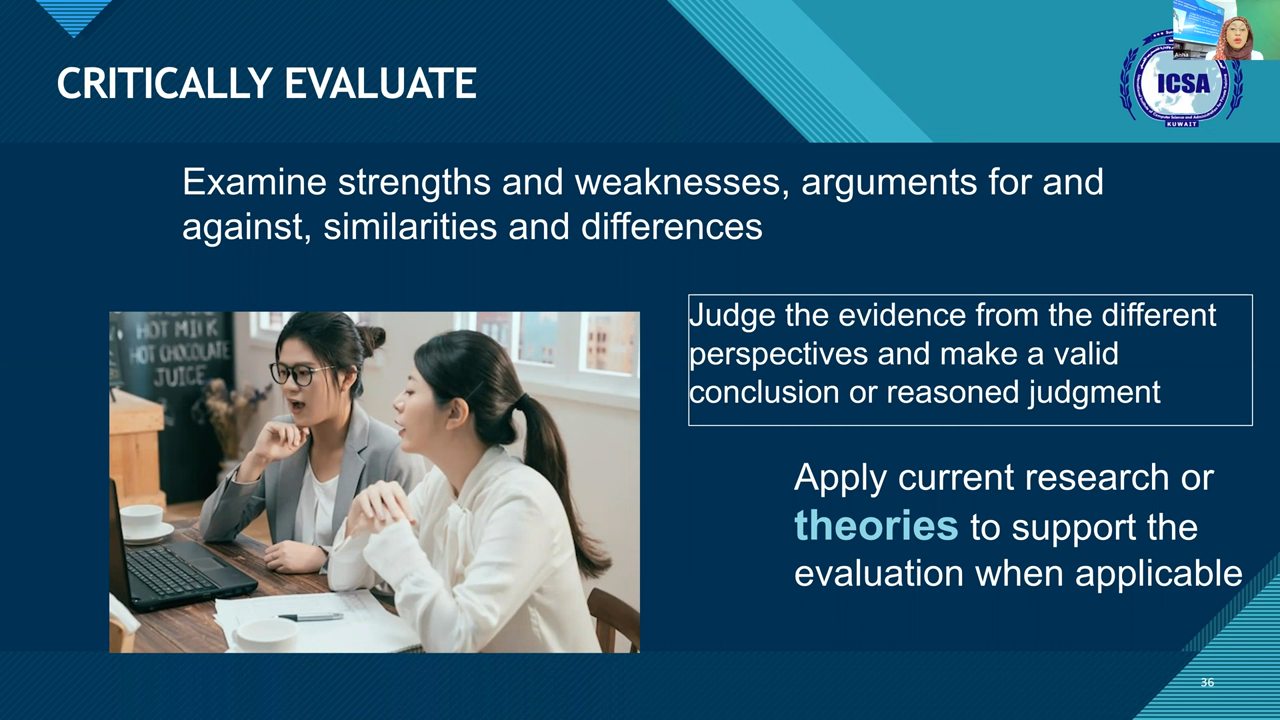 CRITICALLY EVALUATE
ICSA
KUWAIT
Examine strengths and weaknesses, arguments for and
against, similarities and differences
HOT MILK
HOT CHOCOLATE
JUICE
Judge the evidence from the different
perspectives and make a valid
conclusion or reasoned judgment
Apply current research or
theories to support the
evaluation when applicable
36